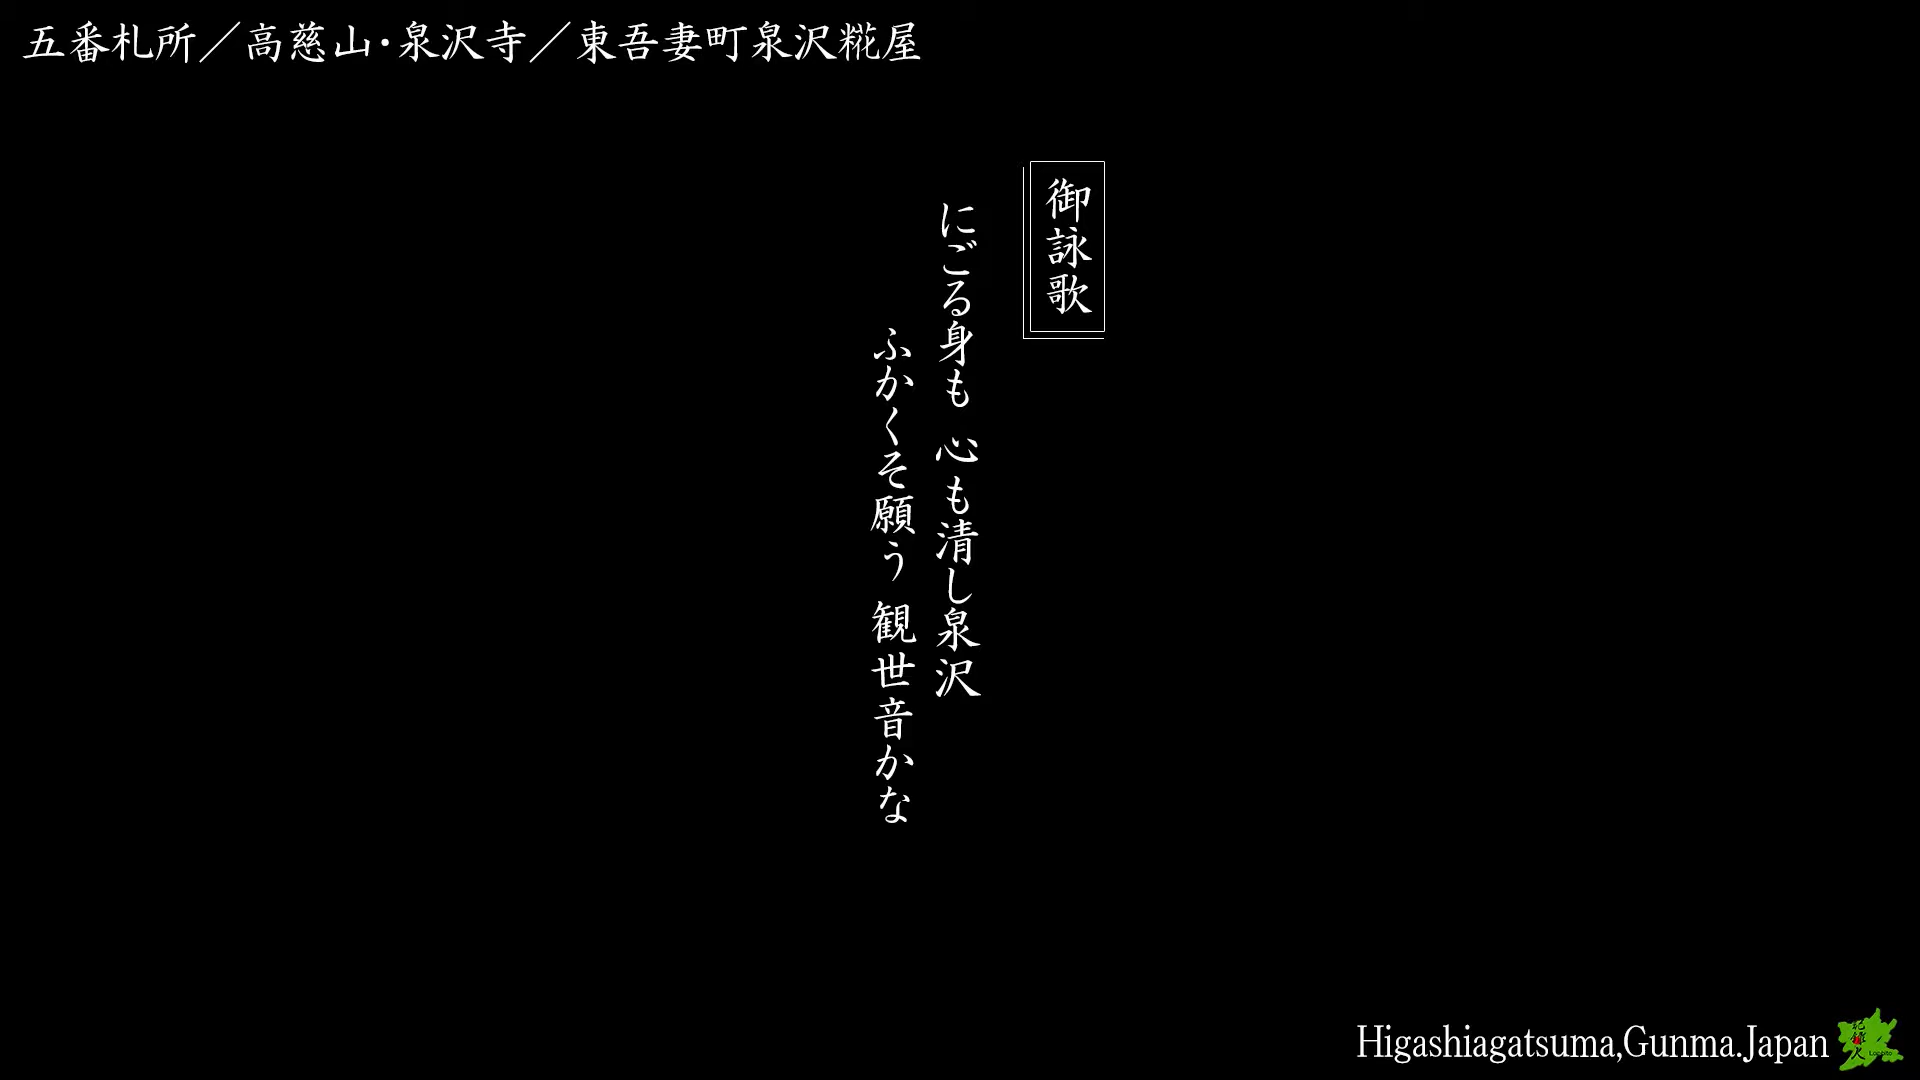 五番札所／高慈山・泉沢寺／東吾妻町泉沢糀屋
御詠歌
にごる身も 心も清し泉沢
ふかくそ願う 観世音かな
Higashiagatsuma,Gunma.Japan